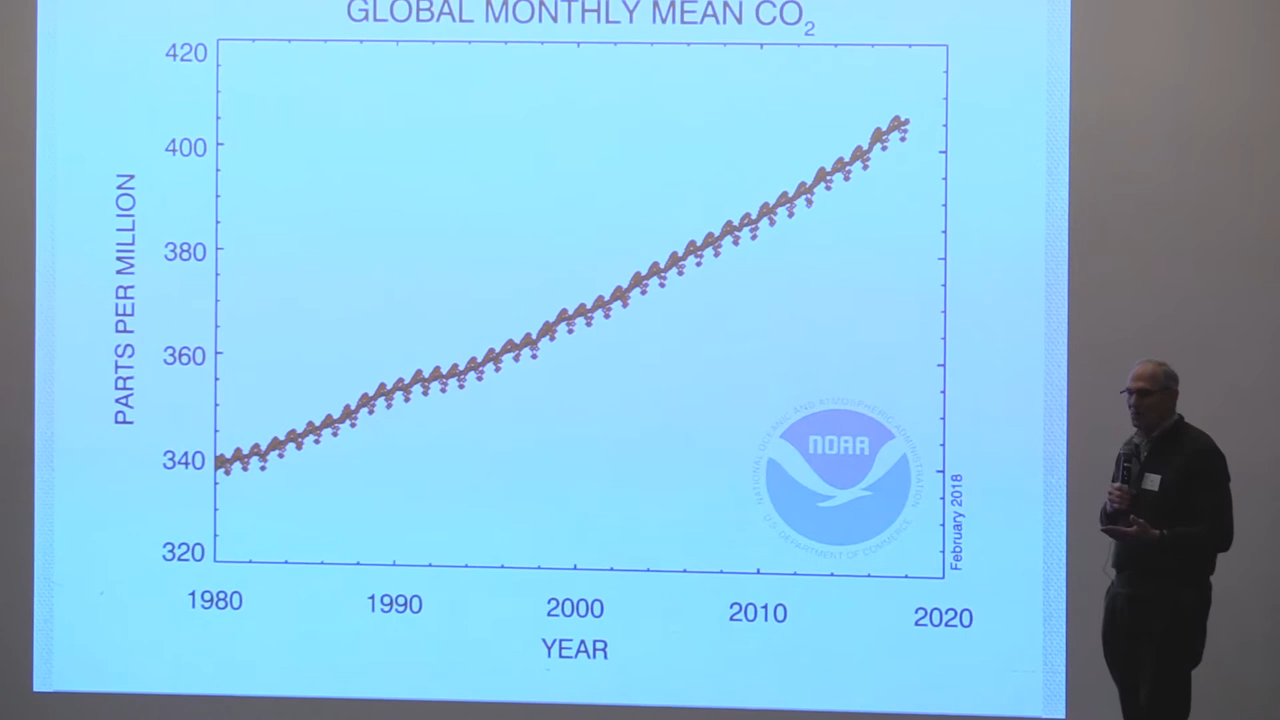 GLOBAL MONTHLY MEAN CO₂
420
400
380
360
340
320
PARTS PER MILLION
1980
1990
2000
2010
2020
YEAR
NATIONAL OCEANIC AND ATMOSPHERIC ADMINISTRATION
NOAA
U.S. DEPARTMENT OF COMMERCE
February 2018